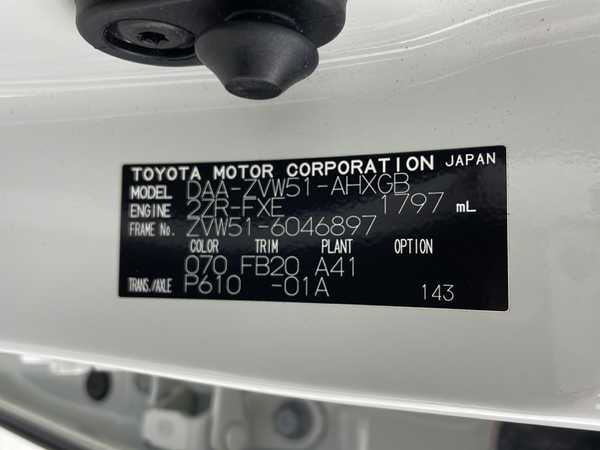 TOYOTA MOTOR CORPORATION JAPAN
MODEL DAA-ZVW51-AHXGB
ENGINE 2ZR-FXE 1797 mL
FRAME No. ZVW51-6046897
COLOR TRIM PLANT OPTION
070 FB20 A41
TRANS./AXLE P610 -01A 143